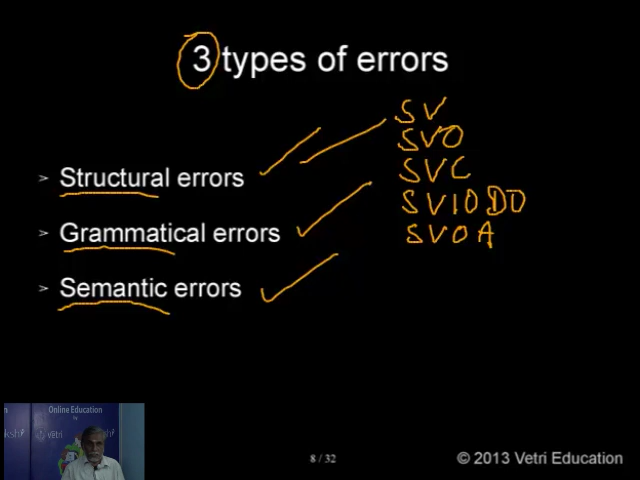 3 types of errors
SV
SVO
SVC
SVIODO
SVOA
> Structural errors
> Grammatical errors
> Semantic errors
Online Education
by
vetri
8 / 32
© 2013 Vetri Education